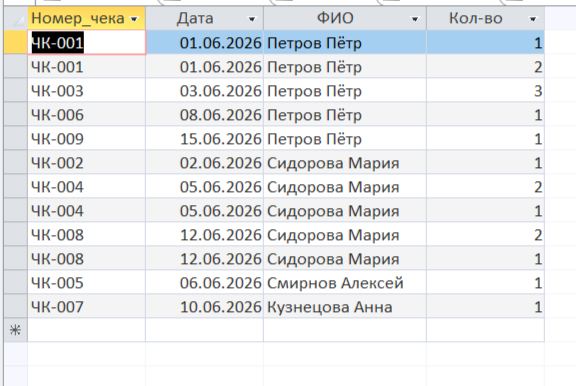 Номер_чека Дата ФИО Кол-во
ЧК-001 01.06.2026 Петров Пётр 1
ЧК-001 01.06.2026 Петров Пётр 2
ЧК-003 03.06.2026 Петров Пётр 3
ЧК-006 08.06.2026 Петров Пётр 1
ЧК-009 15.06.2026 Петров Пётр 1
ЧК-002 02.06.2026 Сидорова Мария 1
ЧК-004 05.06.2026 Сидорова Мария 2
ЧК-004 05.06.2026 Сидорова Мария 1
ЧК-008 12.06.2026 Сидорова Мария 2
ЧК-008 12.06.2026 Сидорова Мария 1
ЧК-005 06.06.2026 Смирнов Алексей 1
ЧК-007 10.06.2026 Кузнецова Анна 1